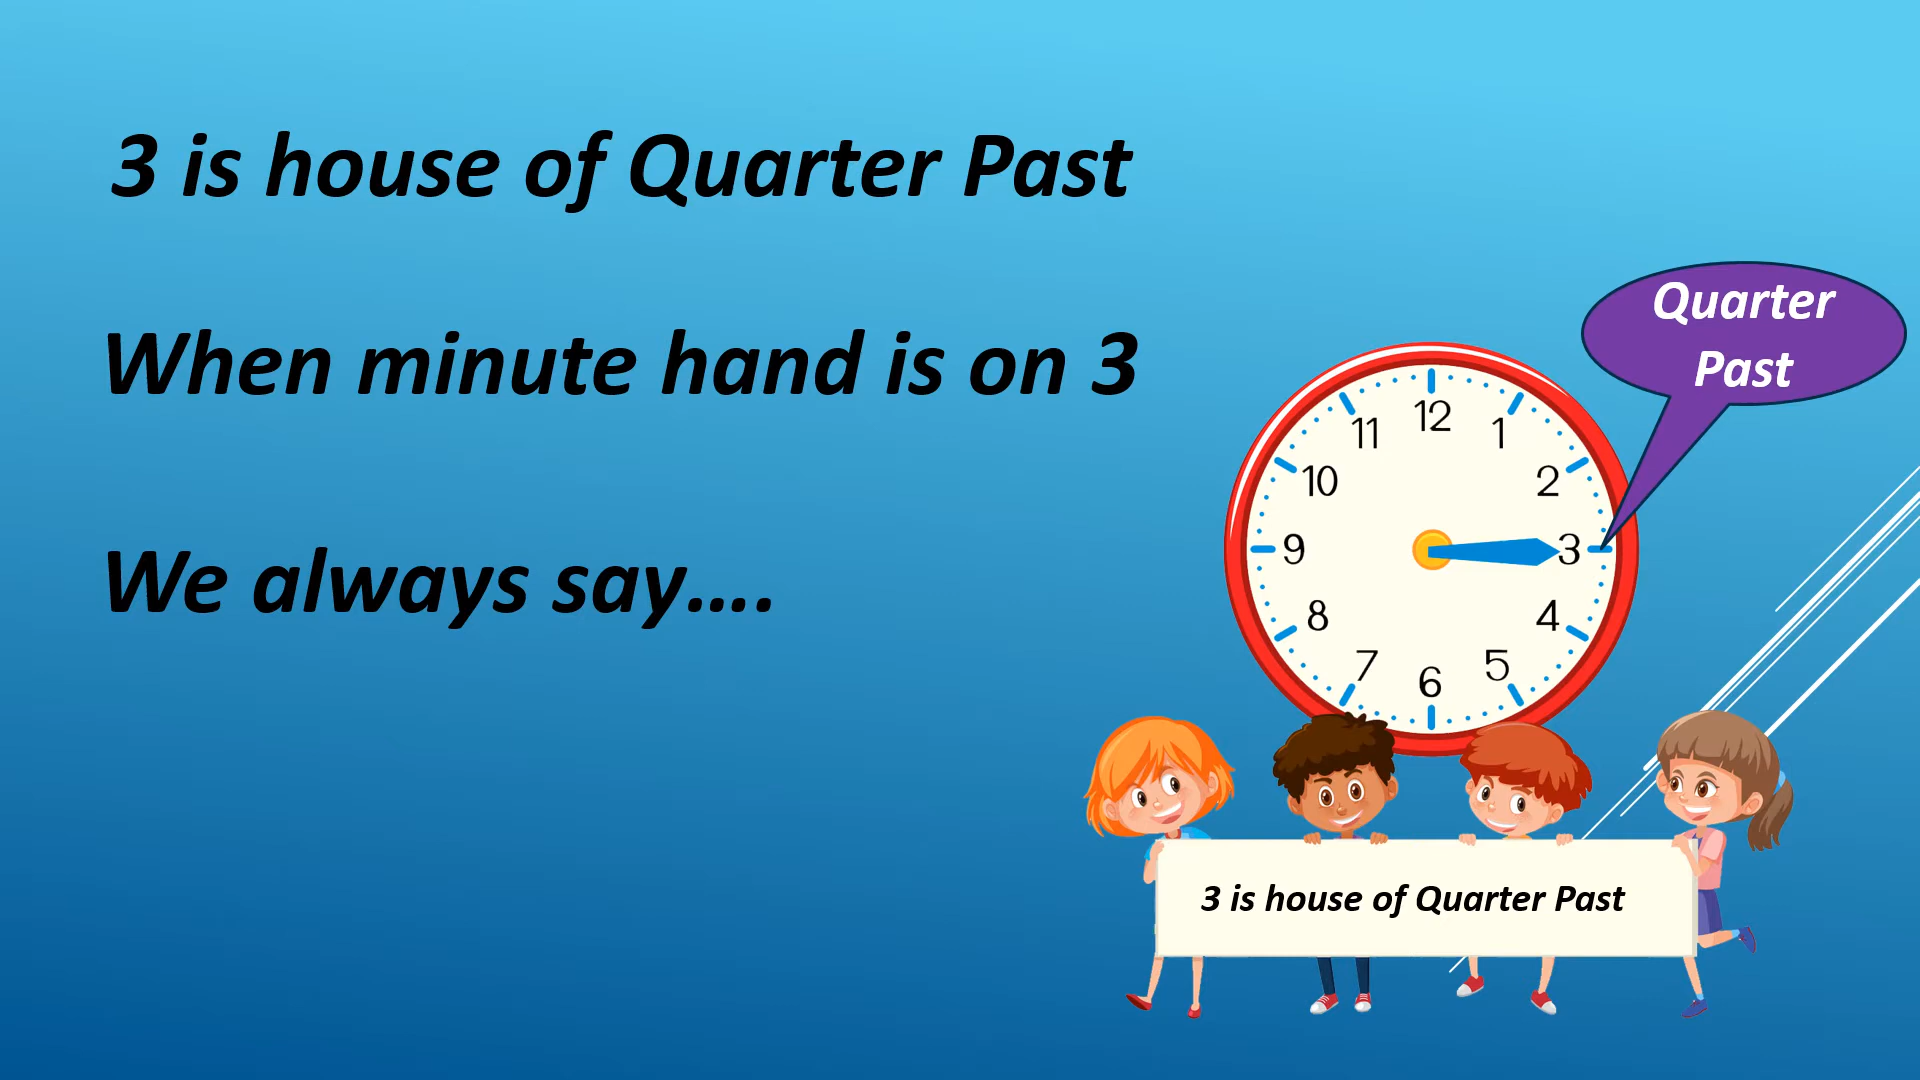 3 is house of Quarter Past
When minute hand is on 3
We always say....
Quarter
Past
12
1
2
3
4
5
6
7
8
9
10
11
3 is house of Quarter Past